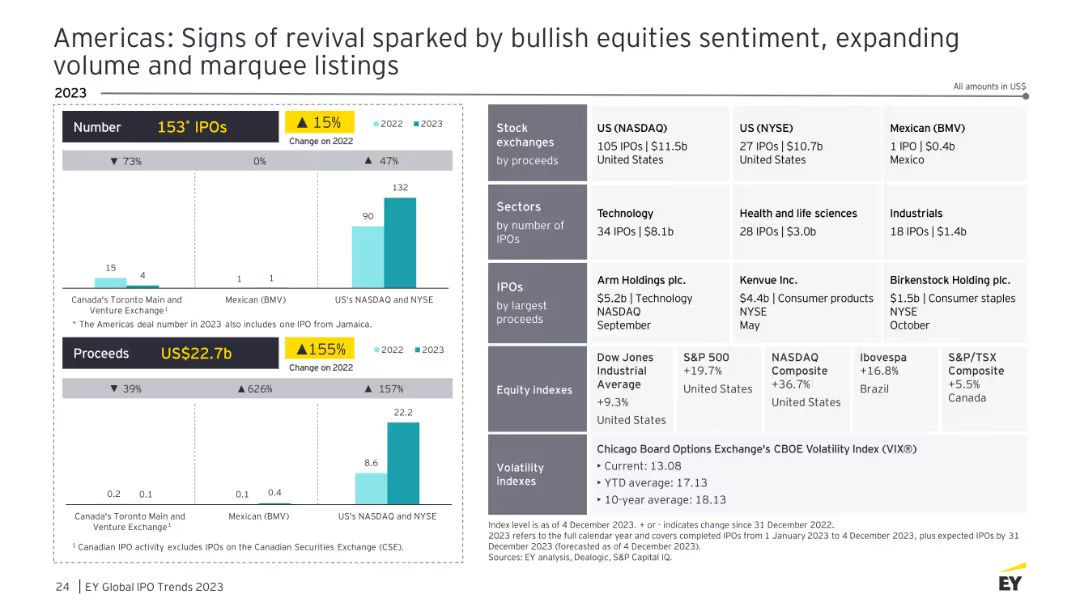 Americas: Signs of revival sparked by bullish equities sentiment, expanding
volume and marquee listings
2023
All amounts in US$
Number 153* IPOs
▲ 15%
Change on 2022
2022 2023
▼ 73% 0% ▲ 47%
15
4
1
1
90
132
Canada's Toronto Main and
Venture Exchange¹
Mexican (BMV)
US's NASDAQ and NYSE
* The Americas deal number in 2023 also includes one IPO from Jamaica.
Proceeds US$22.7b
▲155%
Change on 2022
2022 2023
▼ 39% ▲626% ▲ 157%
0.2
0.1
0.1
0.4
8.6
22.2
Canada's Toronto Main and
Venture Exchange¹
Mexican (BMV)
US's NASDAQ and NYSE
¹ Canadian IPO activity excludes IPOs on the Canadian Securities Exchange (CSE).
Stock
exchanges
by proceeds
US (NASDAQ)
105 IPOs | $11.5b
United States
US (NYSE)
27 IPOs | $10.7b
United States
Mexican (BMV)
1 IPO | $0.4b
Mexico
Sectors
by number of
IPOs
Technology
34 IPOs | $8.1b
Health and life sciences
28 IPOs | $3.0b
Industrials
18 IPOs | $1.4b
IPOs
by largest
proceeds
Arm Holdings plc.
$5.2b | Technology
NASDAQ
September
Kenvue Inc.
$4.4b | Consumer products
NYSE
May
Birkenstock Holding plc.
$1.5b | Consumer staples
NYSE
October
Equity indexes
Dow Jones
Industrial
Average
+9.3%
United States
S&P 500
+19.7%
United States
NASDAQ
Composite
+36.7%
United States
Ibovespa
+16.8%
Brazil
S&P/TSX
Composite
+5.5%
Canada
Volatility
indexes
Chicago Board Options Exchange's CBOE Volatility Index (VIX®)
‣ Current: 13.08
‣ YTD average: 17.13
‣ 10-year average: 18.13
Index level is as of 4 December 2023. + or - indicates change since 31 December 2022.
2023 refers to the full calendar year and covers completed IPOs from 1 January 2023 to 4 December 2023, plus expected IPOs by 31
December 2023 (forecasted as of 4 December 2023).
Sources: EY analysis, Dealogic, S&P Capital IQ.
24 | EY Global IPO Trends 2023
EY